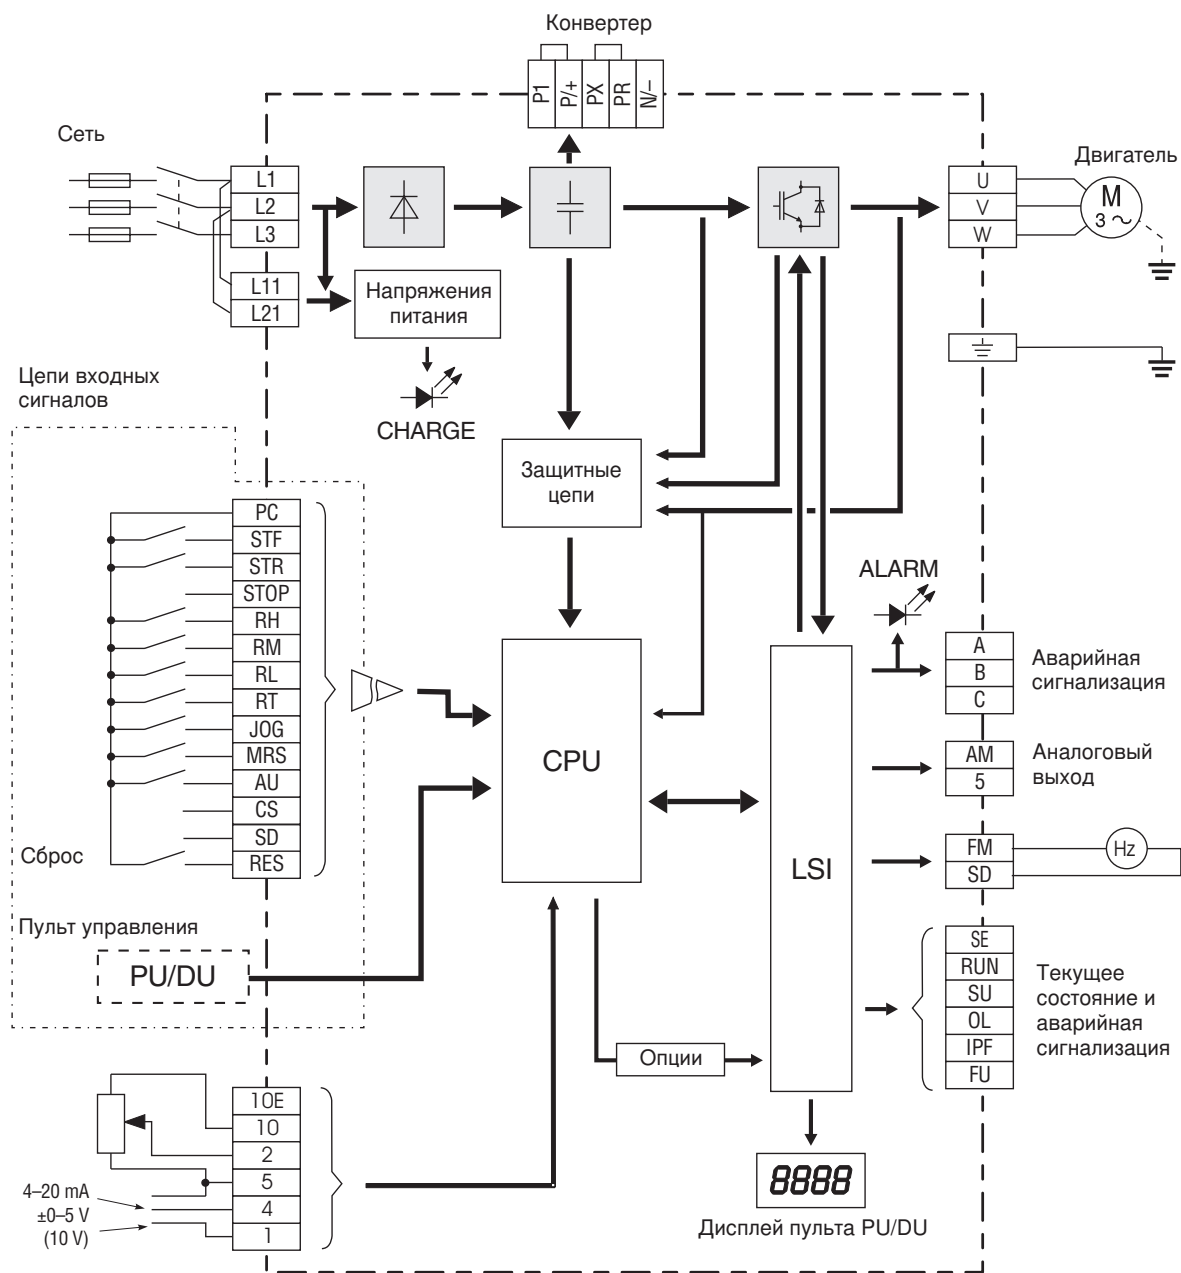 Конвертер
P1
P/+
PX
PR
N/–
Сеть
L1
L2
L3
L11
L21
Напряжения
питания
CHARGE
Двигатель
U
V
W
M
3 ~
Цепи входных
сигналов
Защитные
цепи
PC
STF
STR
STOP
RH
RM
RL
RT
JOG
MRS
AU
CS
SD
RES
Сброс
Пульт управления
PU/DU
CPU
LSI
ALARM
A
B
C
Аварийная
сигнализация
AM
5
Аналоговый
выход
FM
SD
Hz
SE
RUN
SU
OL
IPF
FU
Текущее
состояние и
аварийная
сигнализация
Опции
10E
10
2
5
4
1
4–20 mA
±0–5 V
(10 V)
8888
Дисплей пульта PU/DU